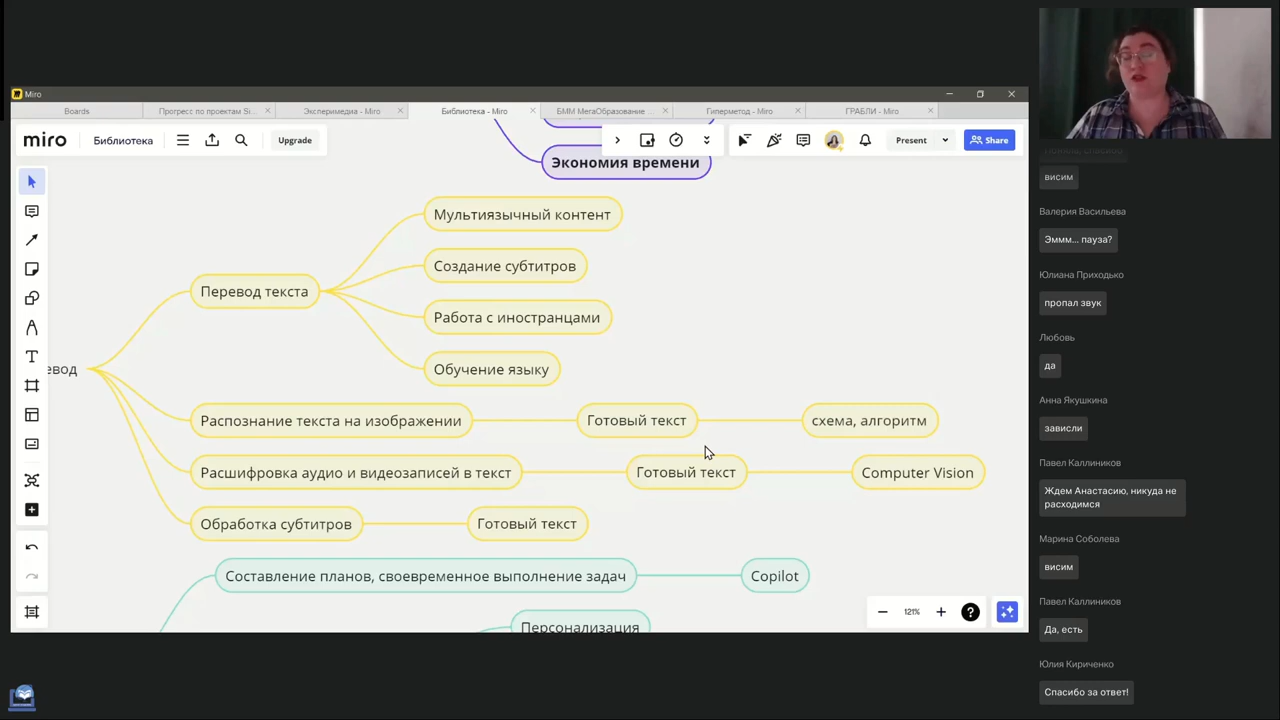 Miro
Boards
Прогресс по проектам Si...
Эксперимедиа - Miro
Библиотека - Miro
БММ МегаОбразование ...
Гиперметод - Miro
ГРАБЛИ - Miro
miro
Библиотека
Upgrade
Present
Share
Экономия времени
Мультиязычный контент
Создание субтитров
Перевод текста
Работа с иностранцами
Обучение языку
евод
Распознание текста на изображении
Готовый текст
схема, алгоритм
Расшифровка аудио и видеозаписей в текст
Готовый текст
Computer Vision
Обработка субтитров
Готовый текст
Составление планов, своевременное выполнение задач
Copilot
Персонализация
121%
висим
Валерия Васильева
Эммм... пауза?
Юлиана Приходько
пропал звук
Любовь
да
Анна Якушкина
зависли
Павел Каллиников
Ждем Анастасию, никуда не
расходимся
Марина Соболева
висим
Павел Каллиников
Да, есть
Юлия Кириченко
Спасибо за ответ!